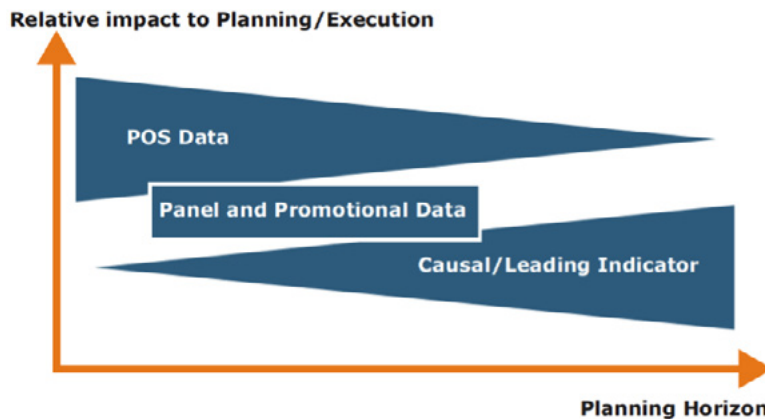 Relative impact to Planning/Execution
POS Data
Panel and Promotional Data
Causal/Leading Indicator
Planning Horizon